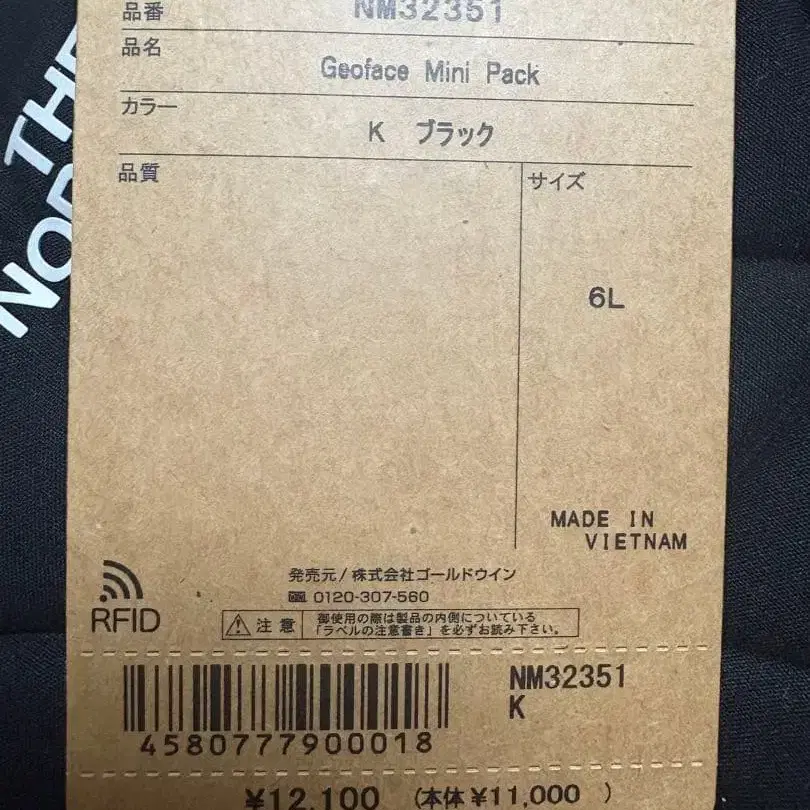 THE
NOR
品番 NM32351
品名
Geoface Mini Pack
カラー
K ブラック
品質
サイズ
6L
MADE IN
VIETNAM
発売元/株式会社ゴールドウイン
0120-307-560
RFID
注意
御使用の際は製品の内側についている
「ラベルの注意書き」を必ずお読み下さい。
4580777900018
NM32351
K
¥12,100 (本体¥11,000 )